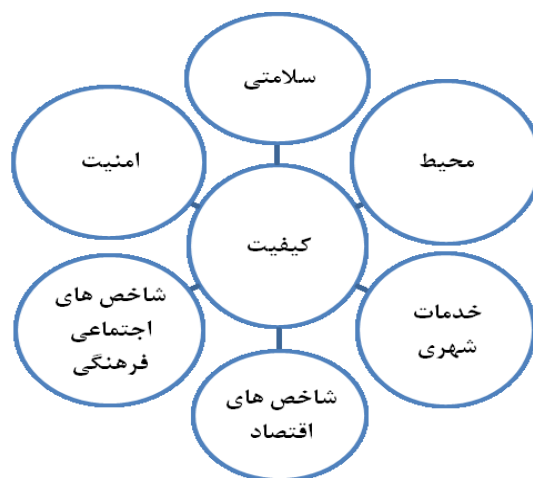 سلامتی
محیط
امنیت
کیفیت
خدمات
شهری
شاخص های
اجتماعی
فرهنگی
شاخص های
اقتصاد